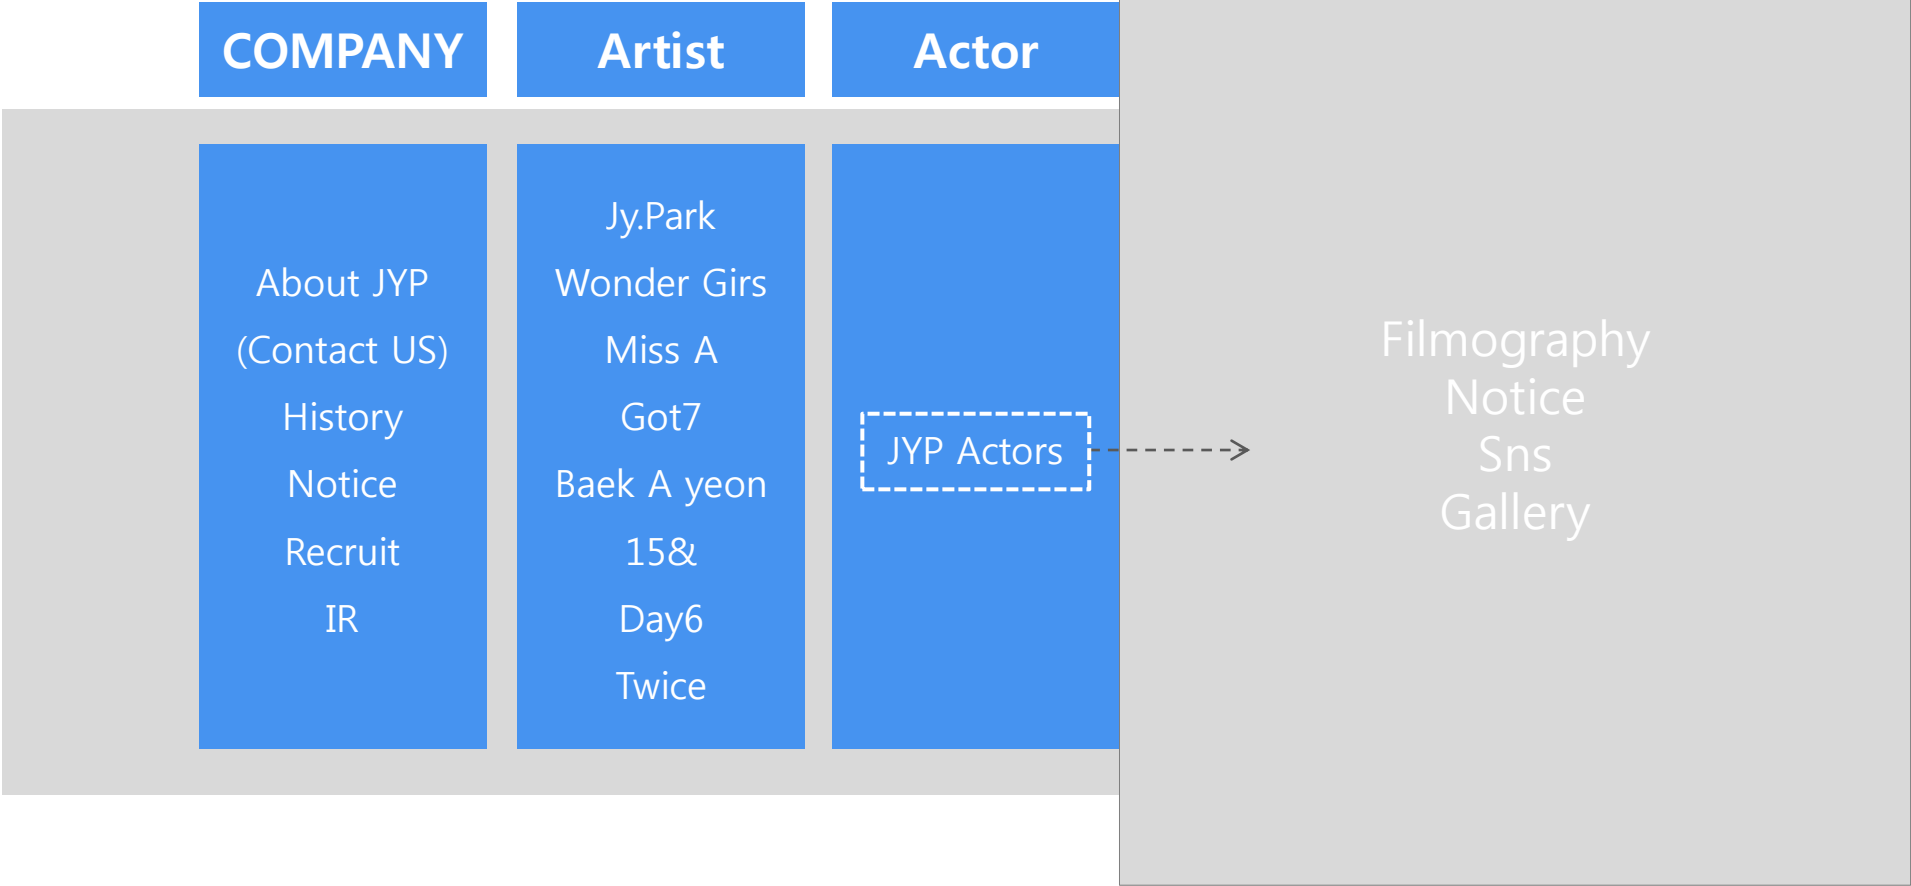 COMPANY
Artist
Actor
About JYP
(Contact US)
History
Notice
Recruit
IR
Jy.Park
Wonder Girs
Miss A
Got7
Baek A yeon
15&
Day6
Twice
JYP Actors
Filmography
Notice
Sns
Gallery